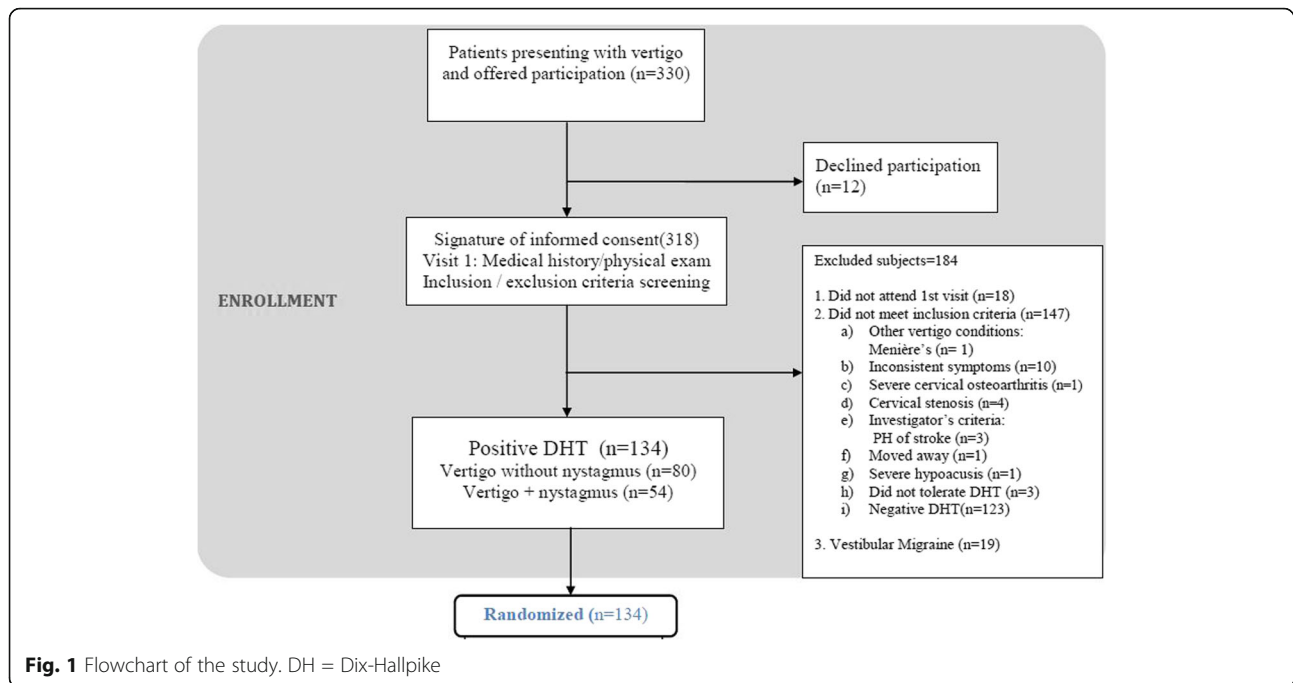 Patients presenting with vertigo
and offered participation (n=330)
Declined participation
(n=12)
Signature of informed consent(318)
Visit 1: Medical history/physical exam
Inclusion / exclusion criteria screening
ENROLLMENT
Excluded subjects=184
1. Did not attend 1st visit (n=18)
2. Did not meet inclusion criteria (n=147)
a) Other vertigo conditions:
Menière's (n= 1)
b) Inconsistent symptoms (n=10)
c) Severe cervical osteoarthritis (n=1)
d) Cervical stenosis (n=4)
e) Investigator's criteria:
PH of stroke (n=3)
f) Moved away (n=1)
g) Severe hypoacusis (n=1)
h) Did not tolerate DHT (n=3)
i) Negative DHT(n=123)
3. Vestibular Migraine (n=19)
Positive DHT (n=134)
Vertigo without nystagmus (n=80)
Vertigo + nystagmus (n=54)
Randomized (n=134)
Fig. 1 Flowchart of the study. DH = Dix-Hallpike